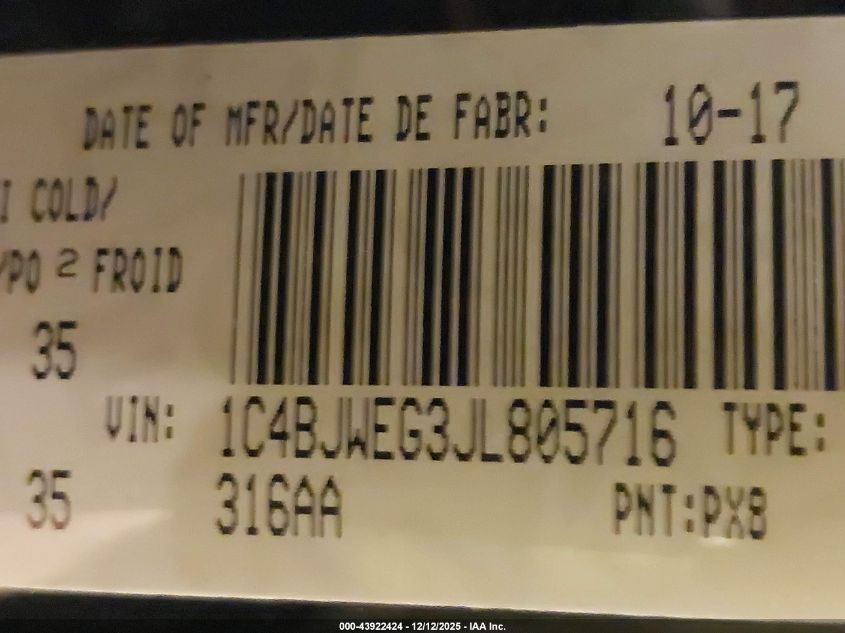 DATE OF MFR/DATE DE FABR: 10-17
I COLD/
/PO 2 FROID
35
VIN: 1C4BJWEG3JL805716 TYPE:
35 316AA PNT:PX8
000-43922424 - 12/12/2025 - IAA Inc.